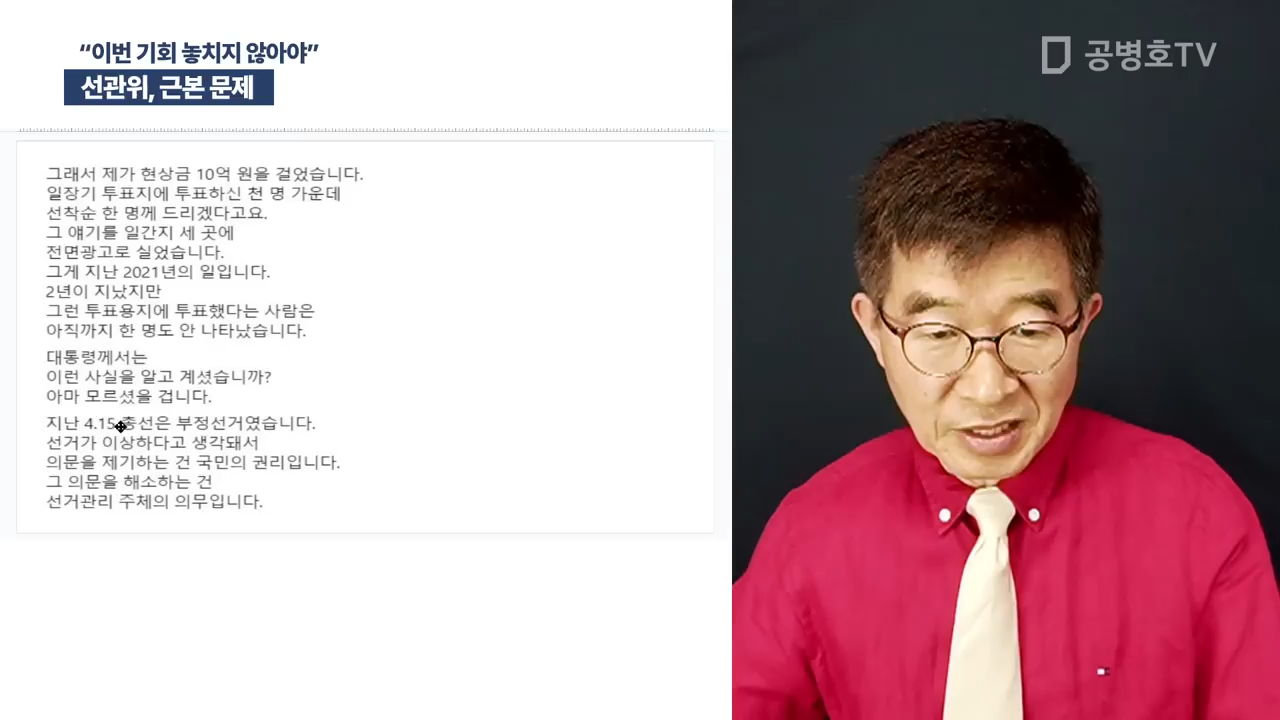 “이번 기회 놓치지 않아야”
선관위, 근본 문제
공병호TV
그래서 제가 현상금 10억 원을 걸었습니다.
일장기 투표지에 투표하신 천 명 가운데
선착순 한 명께 드리겠다고요.
그 얘기를 일간지 세 곳에
전면광고로 실었습니다.
그게 지난 2021년의 일입니다.
2년이 지났지만
그런 투표용지에 투표했다는 사람은
아직까지 한 명도 안 나타났습니다.
대통령께서는
이런 사실을 알고 계셨습니까?
아마 모르셨을 겁니다.
지난 4.15 총선은 부정선거였습니다.
선거가 이상하다고 생각돼서
의문을 제기하는 건 국민의 권리입니다.
그 의문을 해소하는 건
선거관리 주체의 의무입니다.